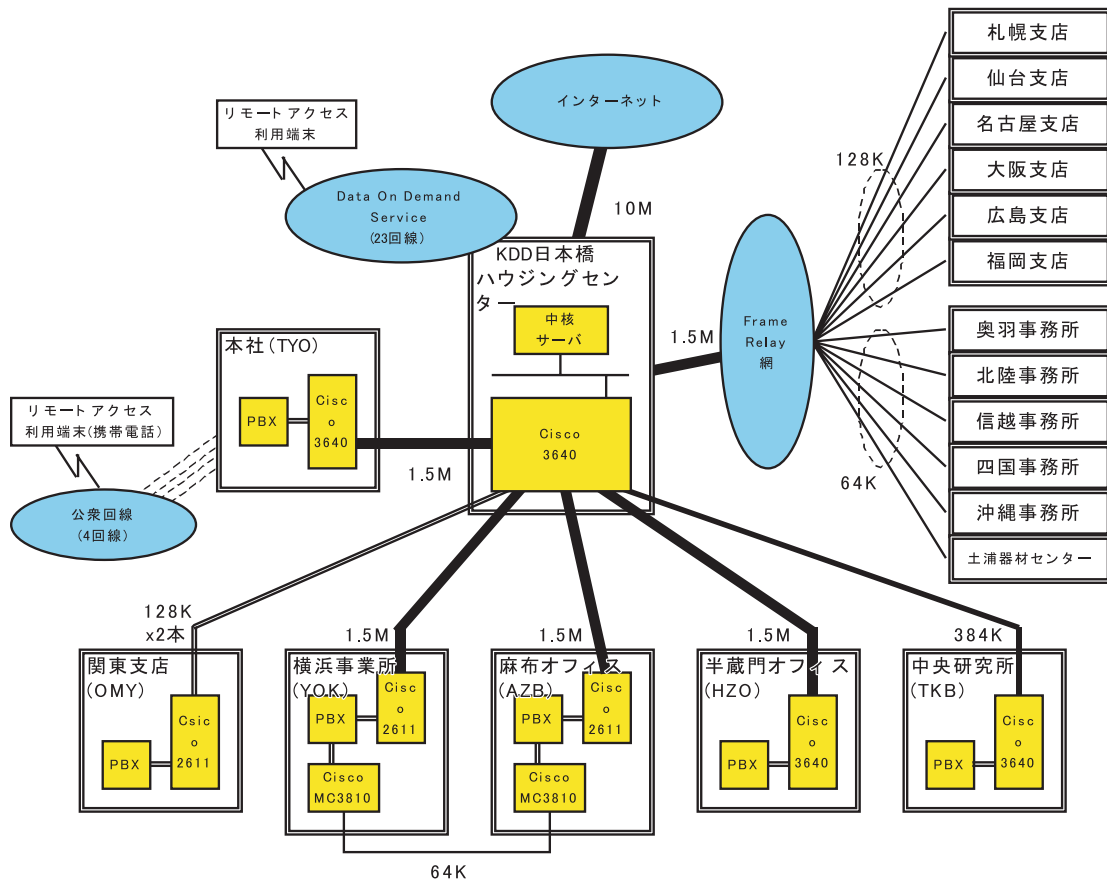 インターネット
リモートアクセス
利用端末
Data On Demand
Service
(23回線)
10M
KDD日本橋
ハウジングセン
ター
中核
サーバ
Cisco
3640
1.5M
Frame
Relay
網
128K
64K
札幌支店
仙台支店
名古屋支店
大阪支店
広島支店
福岡支店
奥羽事務所
北陸事務所
信越事務所
四国事務所
沖縄事務所
土浦器材センター
本社(TYO)
PBX
Cisc
o
3640
1.5M
リモートアクセス
利用端末(携帯電話)
公衆回線
(4回線)
128K
x2本
関東支店
(OMY)
PBX
Csic
o
2611
1.5M
横浜事業所
(YOK)
PBX
Cisc
o
2611
Cisco
MC3810
1.5M
麻布オフィス
(AZB)
PBX
Cisc
o
2611
Cisco
MC3810
64K
1.5M
半蔵門オフィス
(HZO)
PBX
Cisc
o
3640
384K
中央研究所
(TKB)
PBX
Cisc
o
3640